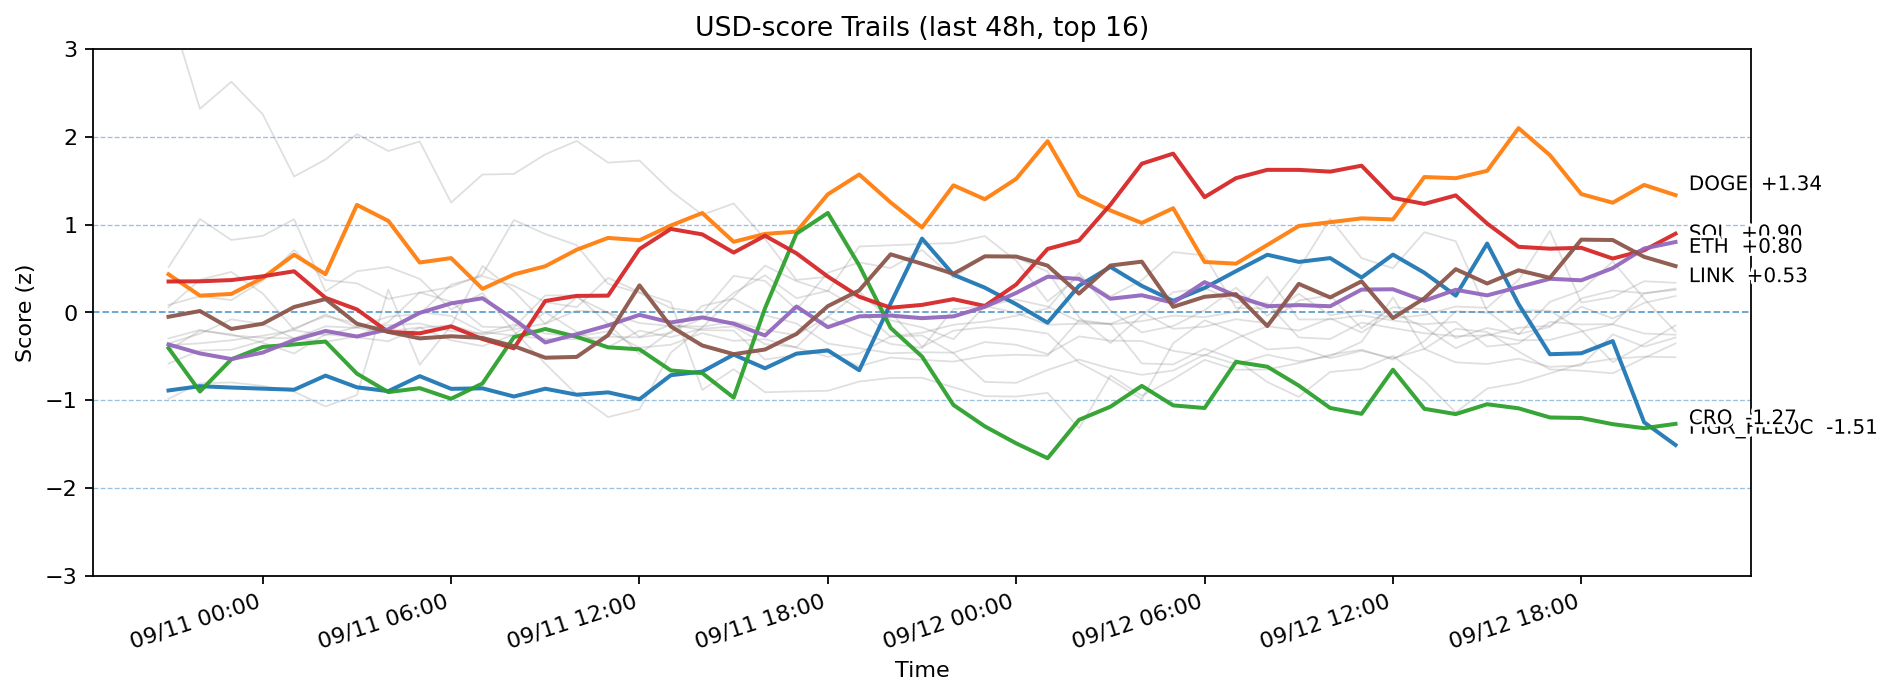 USD-score Trails (last 48h, top 16)
Score (z)
3
2
1
0
−1
−2
−3
DOGE +1.34
SOL +0.90
ETH +0.80
LINK +0.53
CRO -1.27
FIGR_HELOC -1.51
09/11 00:00
09/11 06:00
09/11 12:00
09/11 18:00
09/12 00:00
09/12 06:00
09/12 12:00
09/12 18:00
Time